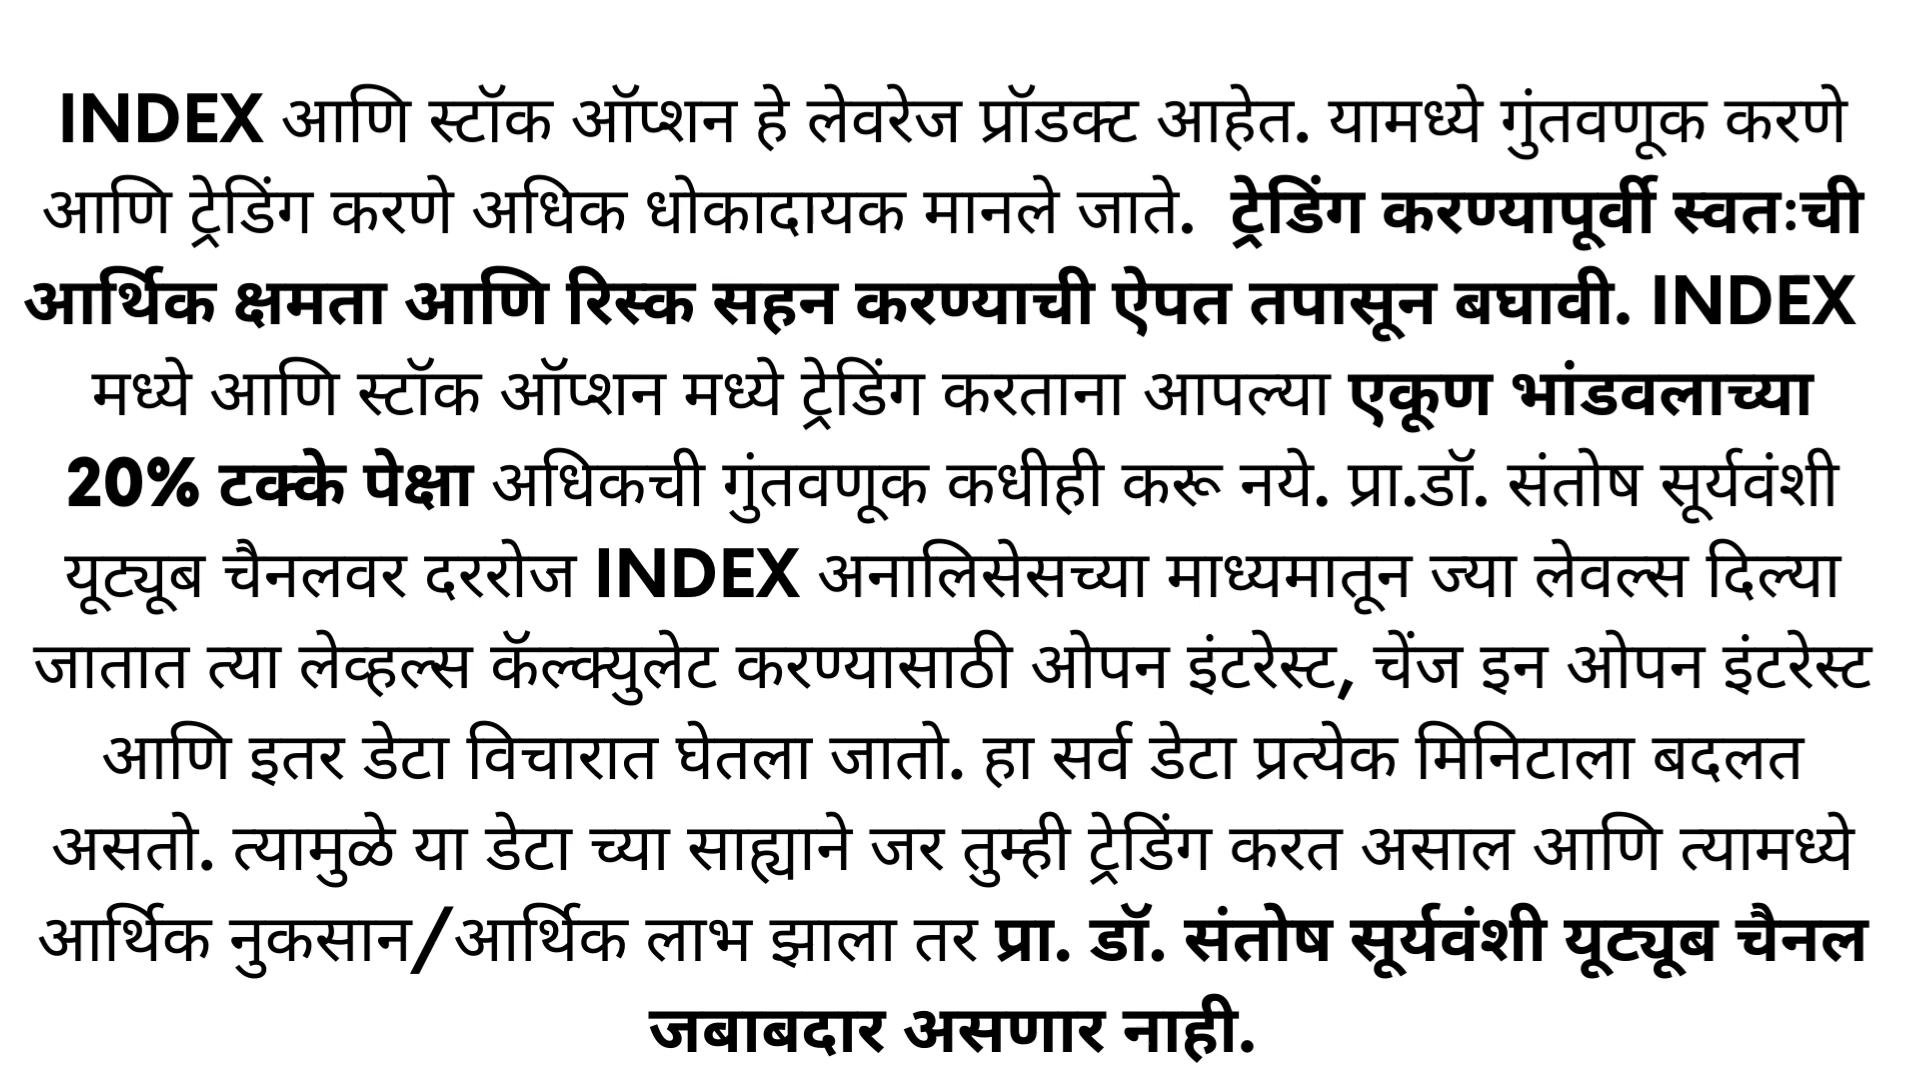 INDEX आणि स्टॉक ऑप्शन हे लेवरेज प्रॉडक्ट आहेत. यामध्ये गुंतवणूक करणे
आणि ट्रेडिंग करणे अधिक धोकादायक मानले जाते. ट्रेडिंग करण्यापूर्वी स्वतःची
आर्थिक क्षमता आणि रिस्क सहन करण्याची ऐपत तपासून बघावी. INDEX
मध्ये आणि स्टॉक ऑप्शन मध्ये ट्रेडिंग करताना आपल्या एकूण भांडवलाच्या
20% टक्के पेक्षा अधिकची गुंतवणूक कधीही करू नये. प्रा.डॉ. संतोष सूर्यवंशी
यूट्यूब चैनलवर दररोज INDEX अनालिसेसच्या माध्यमातून ज्या लेवल्स दिल्या
जातात त्या लेव्हल्स कॅल्क्युलेट करण्यासाठी ओपन इंटरेस्ट, चेंज इन ओपन इंटरेस्ट
आणि इतर डेटा विचारात घेतला जातो. हा सर्व डेटा प्रत्येक मिनिटाला बदलत
असतो. त्यामुळे या डेटा च्या साह्याने जर तुम्ही ट्रेडिंग करत असाल आणि त्यामध्ये
आर्थिक नुकसान/आर्थिक लाभ झाला तर प्रा. डॉ. संतोष सूर्यवंशी यूट्यूब चैनल
जबाबदार असणार नाही.